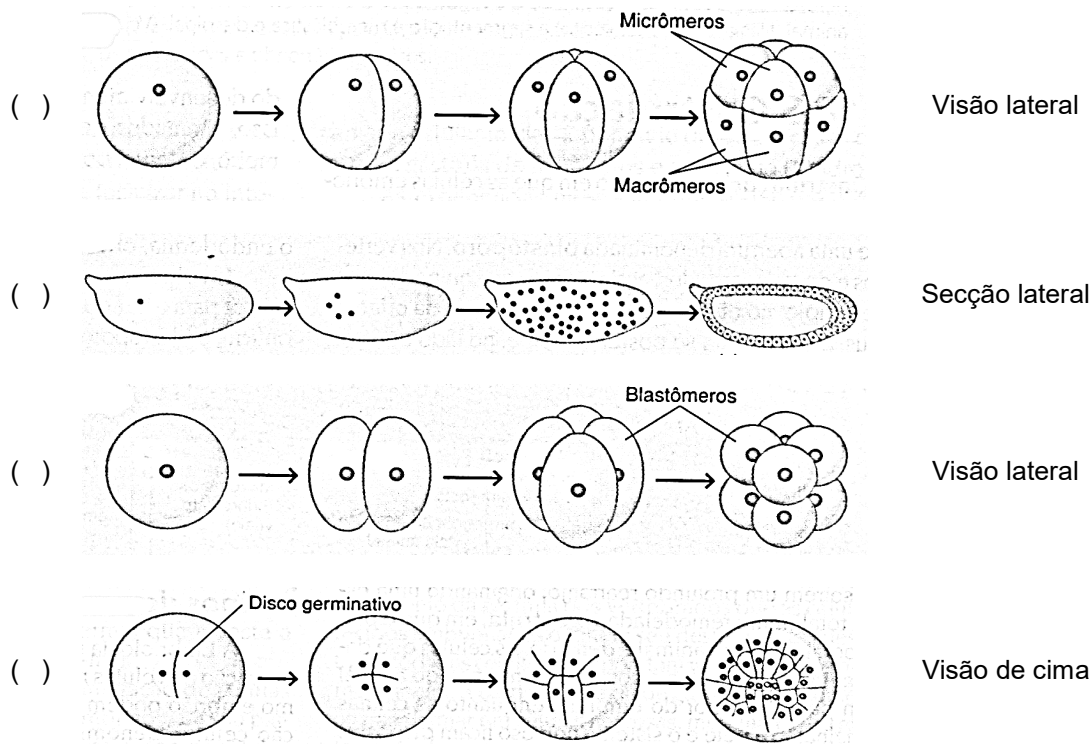 Micrômeros
( )
Visão lateral
Macrômeros
( )
Secção lateral
Blastômeros
( )
Visão lateral
Disco germinativo
( )
Visão de cima